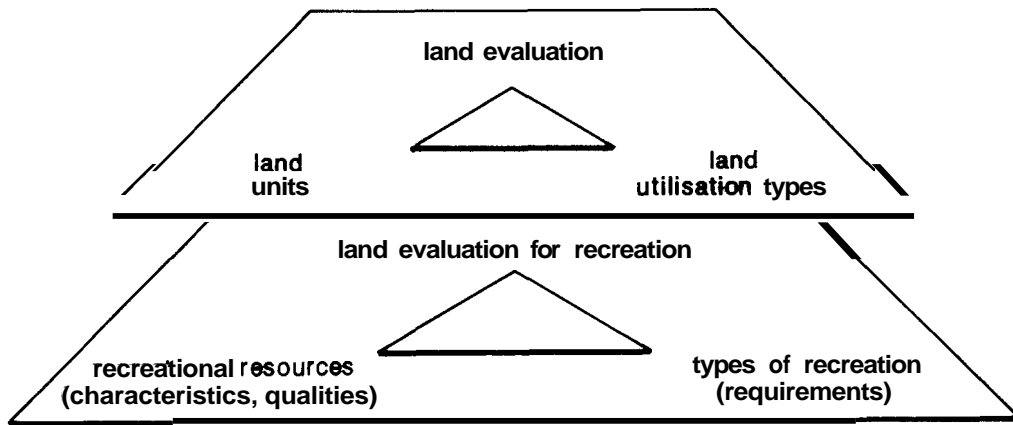 land evaluation
land
units
land
utilisation types
land evaluation for recreation
recreational resources
(characteristics, qualities)
types of recreation
(requirements)